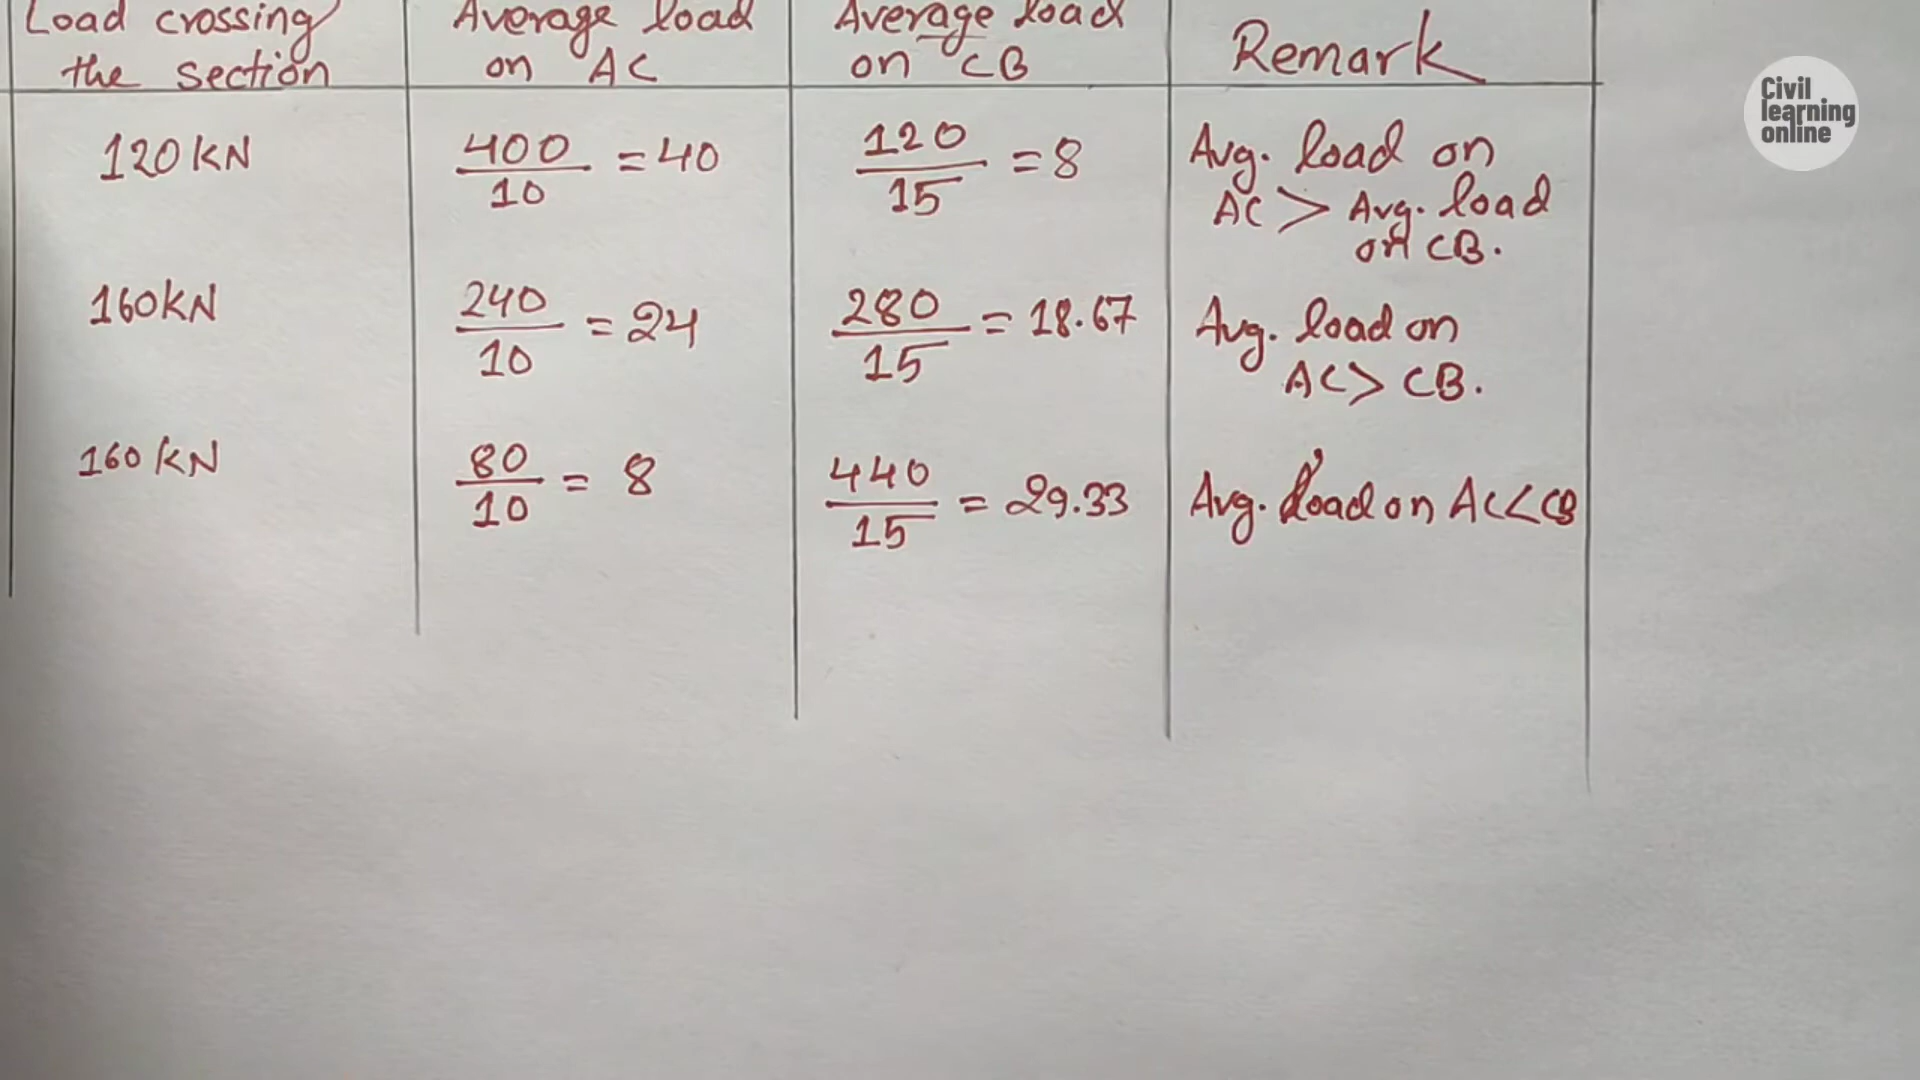 Load crossing the section
Average load on AC
Average load on CB
Remark
120 KN
400/10 = 40
120/15 = 8
Avg. load on
AC > Avg. load
on CB.
160 KN
240/10 = 24
280/15 = 18.67
Avg. load on
AC > CB.
160 KN
80/10 = 8
440/15 = 29.33
Avg. load on AC < CB
Civil
learning
online